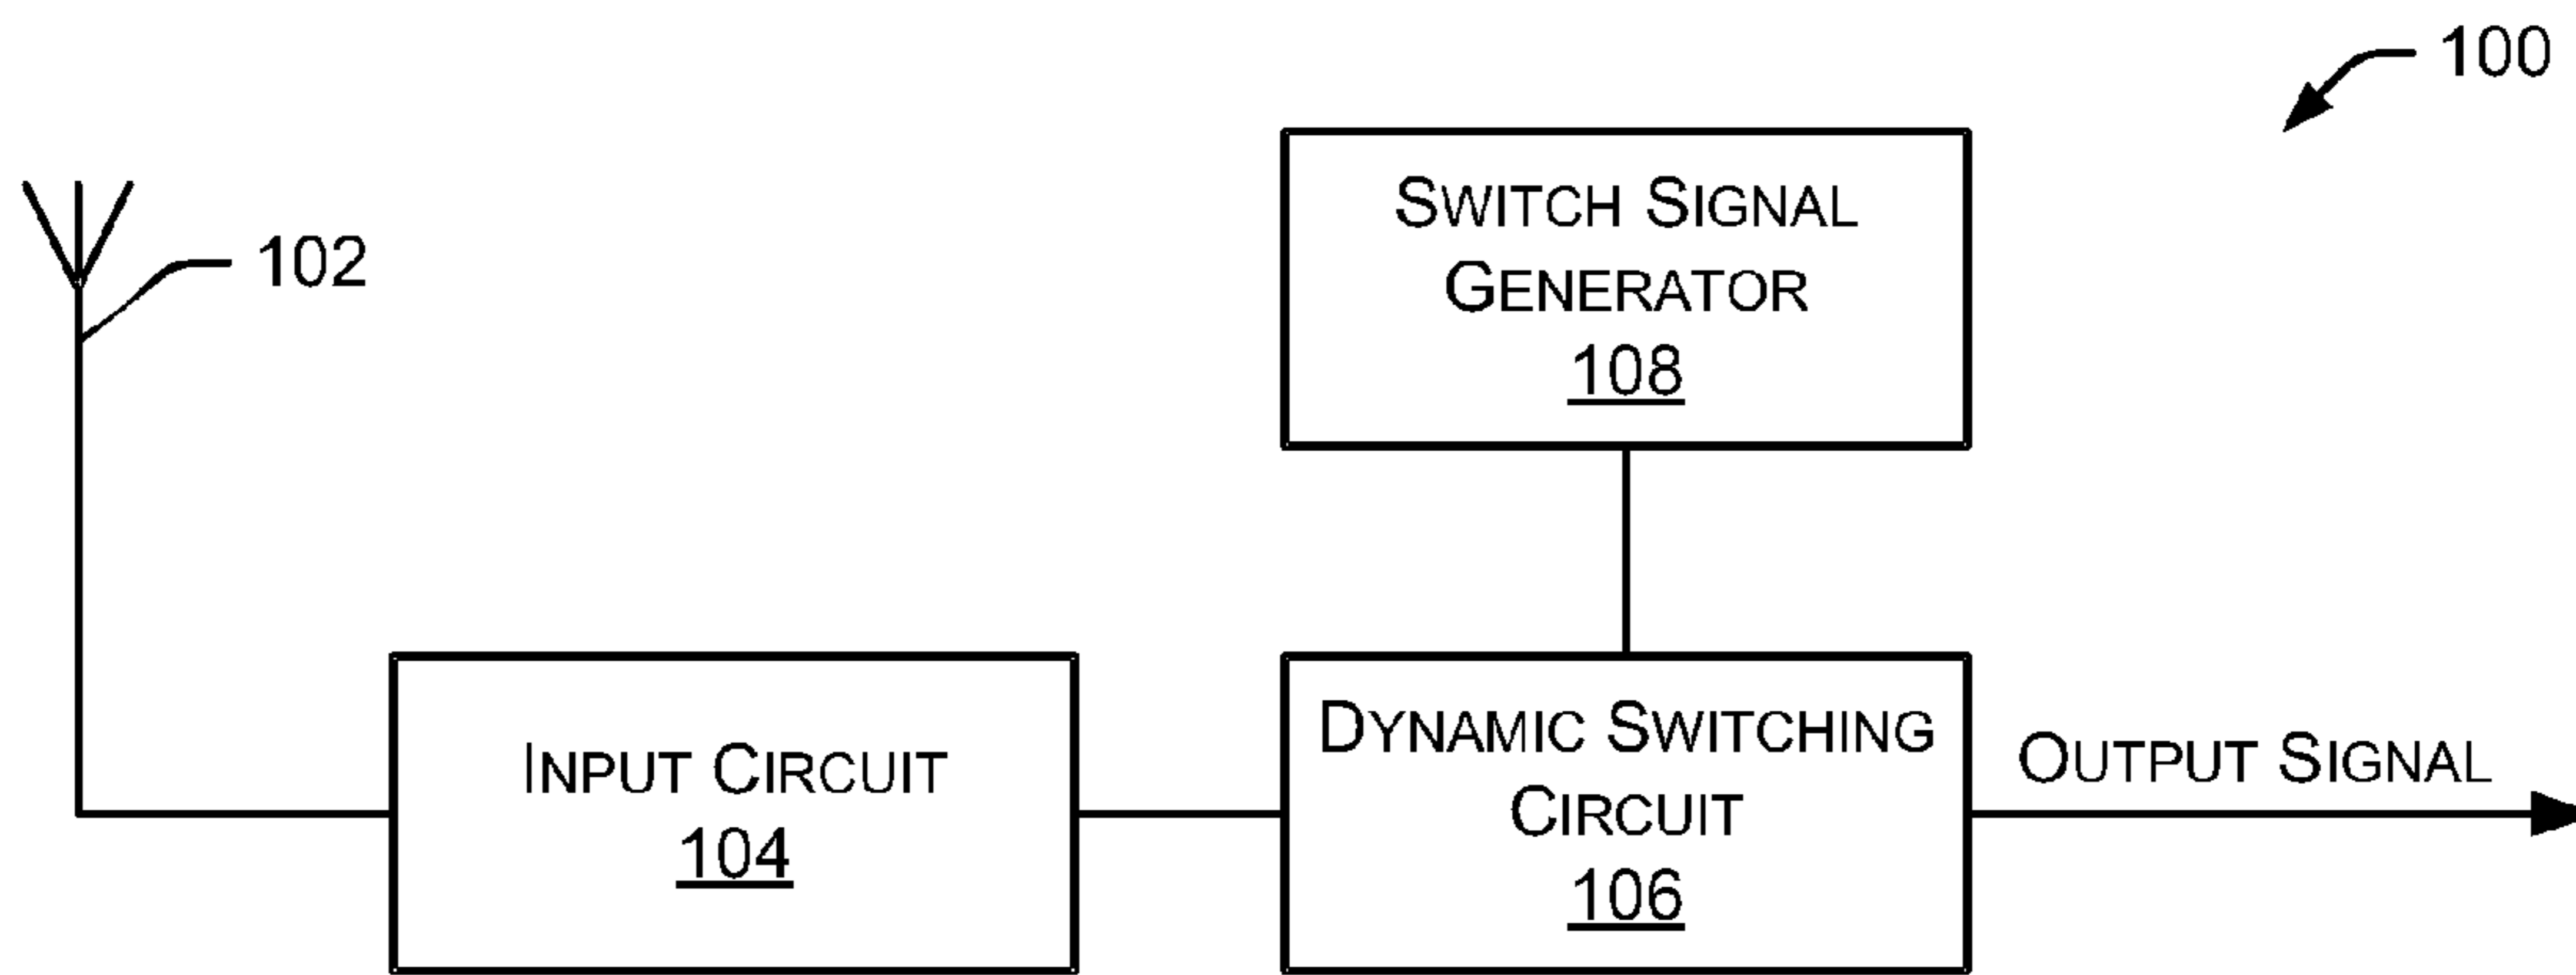 100
102
SWITCH SIGNAL
GENERATOR
108
INPUT CIRCUIT
104
DYNAMIC SWITCHING
CIRCUIT
106
OUTPUT SIGNAL